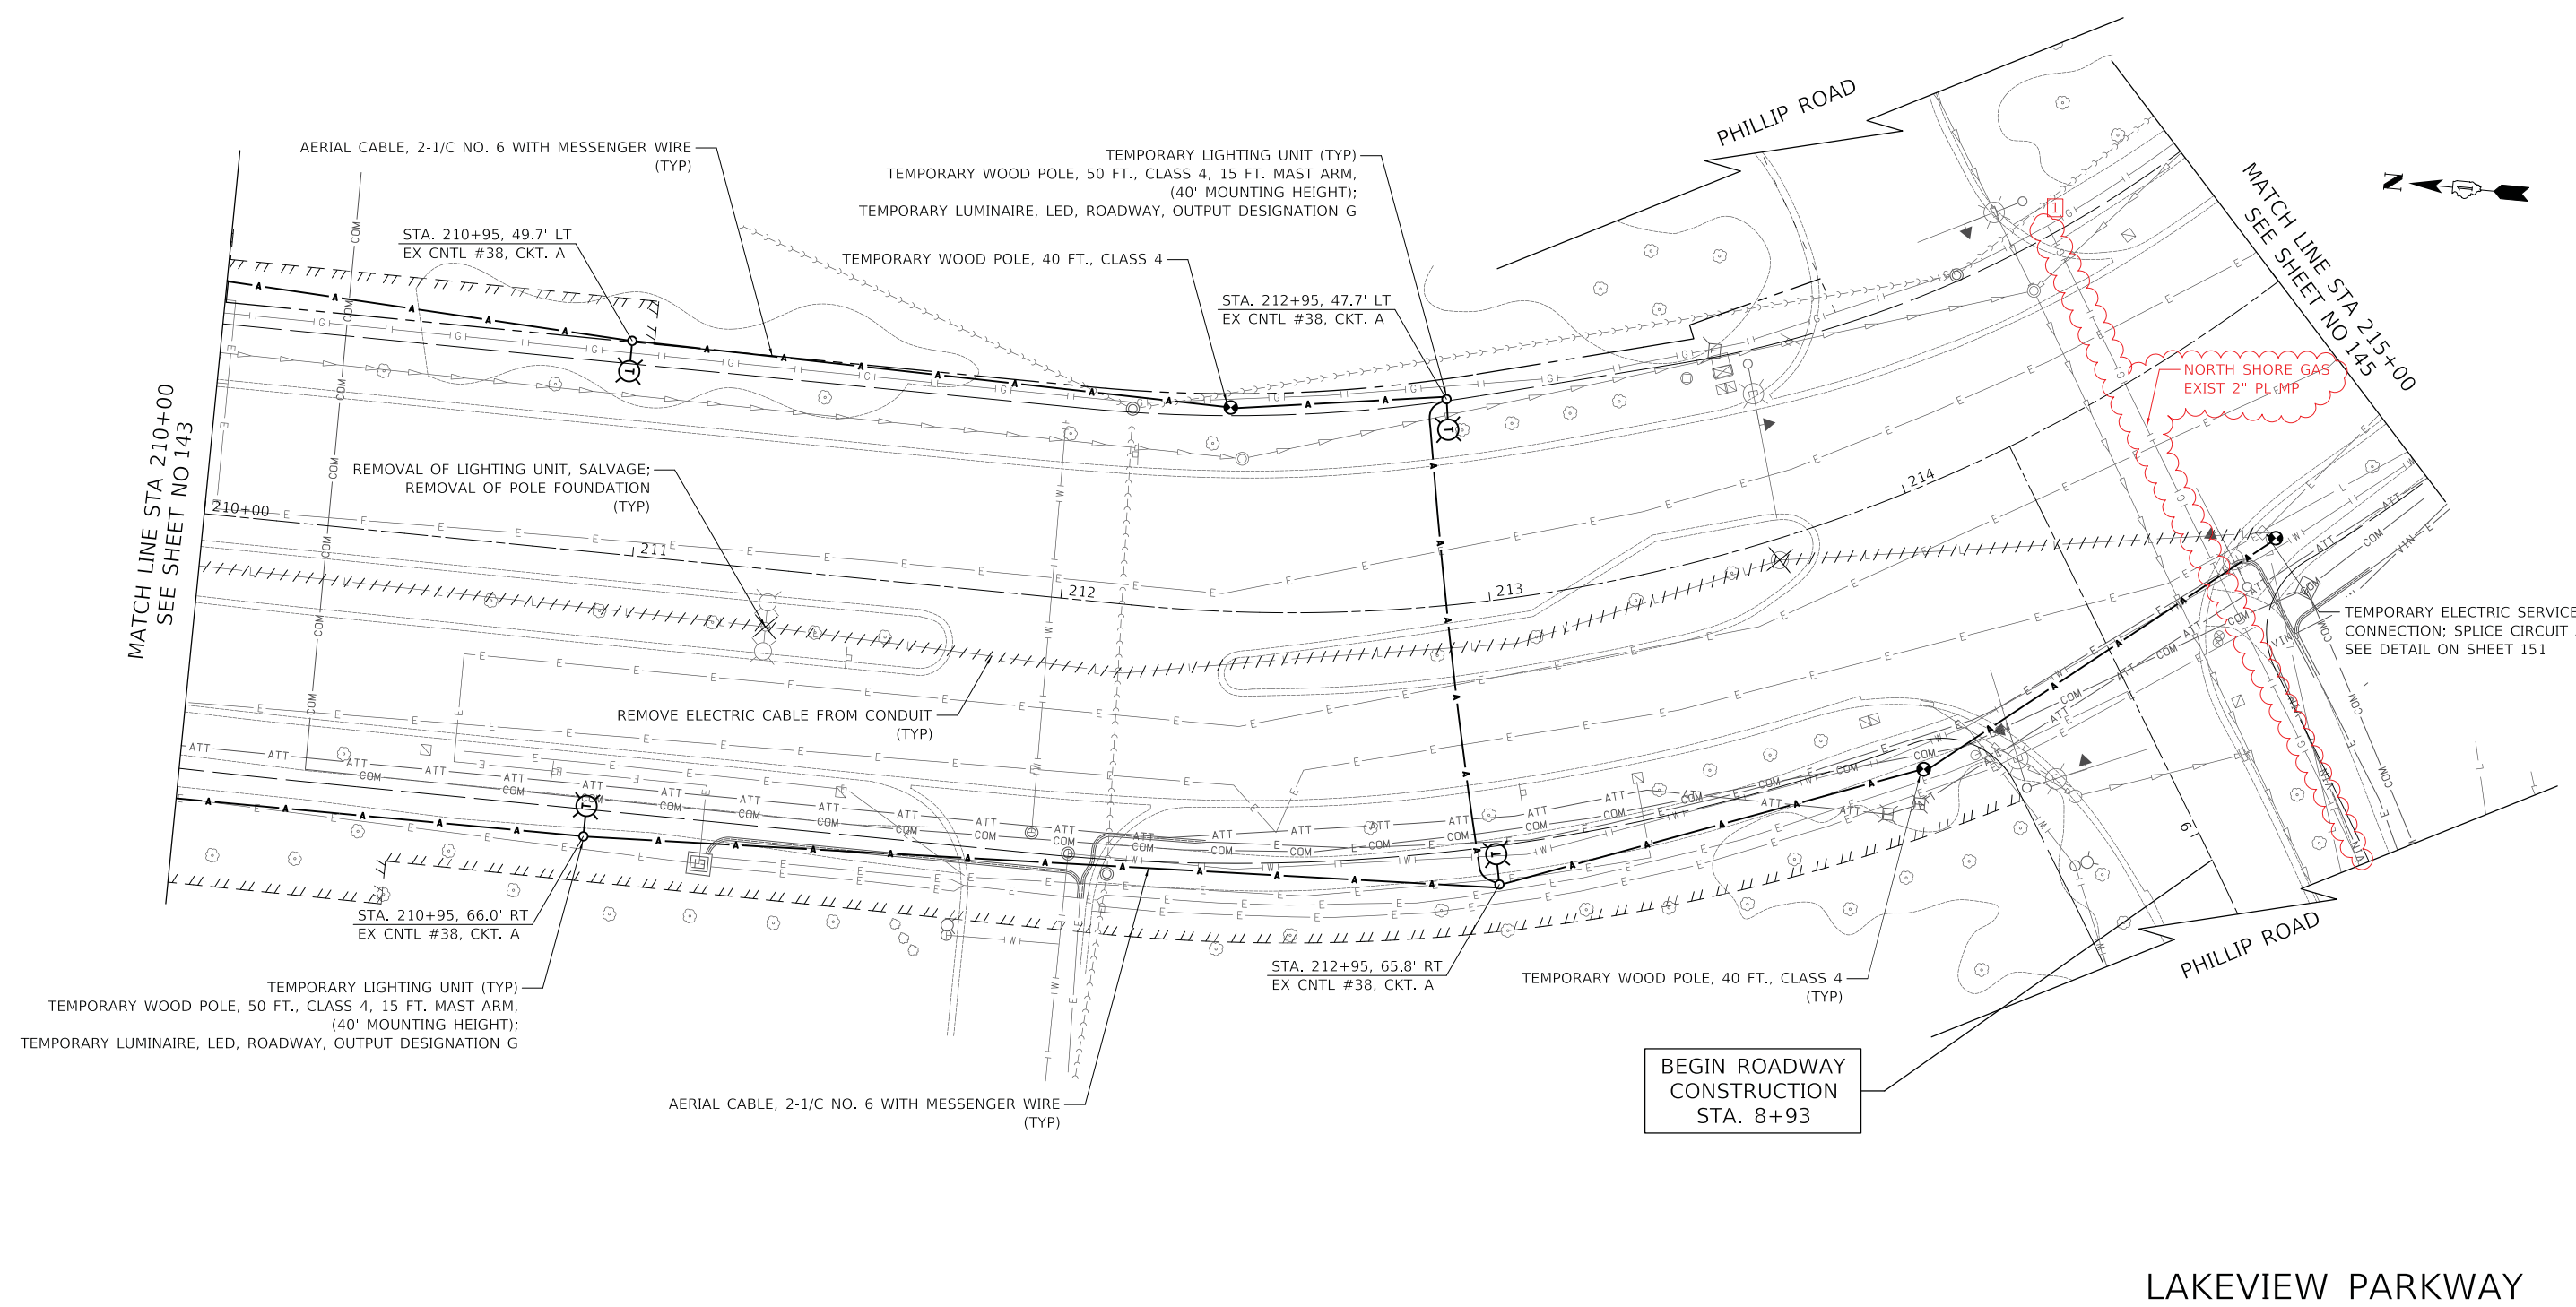 PHILLIP ROAD
AERIAL CABLE, 2-1/C NO. 6 WITH MESSENGER WIRE
(TYP)
TEMPORARY LIGHTING UNIT (TYP)
TEMPORARY WOOD POLE, 50 FT., CLASS 4, 15 FT. MAST ARM,
(40' MOUNTING HEIGHT);
TEMPORARY LUMINAIRE, LED, ROADWAY, OUTPUT DESIGNATION G
MATCH LINE STA 215+00
SEE SHEET NO 145
N
1
1
STA. 210+95, 49.7' LT
EX CNTL #38, CKT. A
TEMPORARY WOOD POLE, 40 FT., CLASS 4
STA. 212+95, 47.7' LT
EX CNTL #38, CKT. A
NORTH SHORE GAS
EXIST 2" PL MP
MATCH LINE STA 210+00
SEE SHEET NO 143
REMOVAL OF LIGHTING UNIT, SALVAGE;
REMOVAL OF POLE FOUNDATION
(TYP)
210+00
211
212
213
214
TEMPORARY ELECTRIC SERVICE
CONNECTION; SPLICE CIRCUIT
SEE DETAIL ON SHEET 151
REMOVE ELECTRIC CABLE FROM CONDUIT
(TYP)
9
STA. 210+95, 66.0' RT
EX CNTL #38, CKT. A
STA. 212+95, 65.8' RT
EX CNTL #38, CKT. A
TEMPORARY WOOD POLE, 40 FT., CLASS 4
(TYP)
PHILLIP ROAD
TEMPORARY LIGHTING UNIT (TYP)
TEMPORARY WOOD POLE, 50 FT., CLASS 4, 15 FT. MAST ARM,
(40' MOUNTING HEIGHT);
TEMPORARY LUMINAIRE, LED, ROADWAY, OUTPUT DESIGNATION G
AERIAL CABLE, 2-1/C NO. 6 WITH MESSENGER WIRE
(TYP)
BEGIN ROADWAY
CONSTRUCTION
STA. 8+93
LAKEVIEW PARKWAY